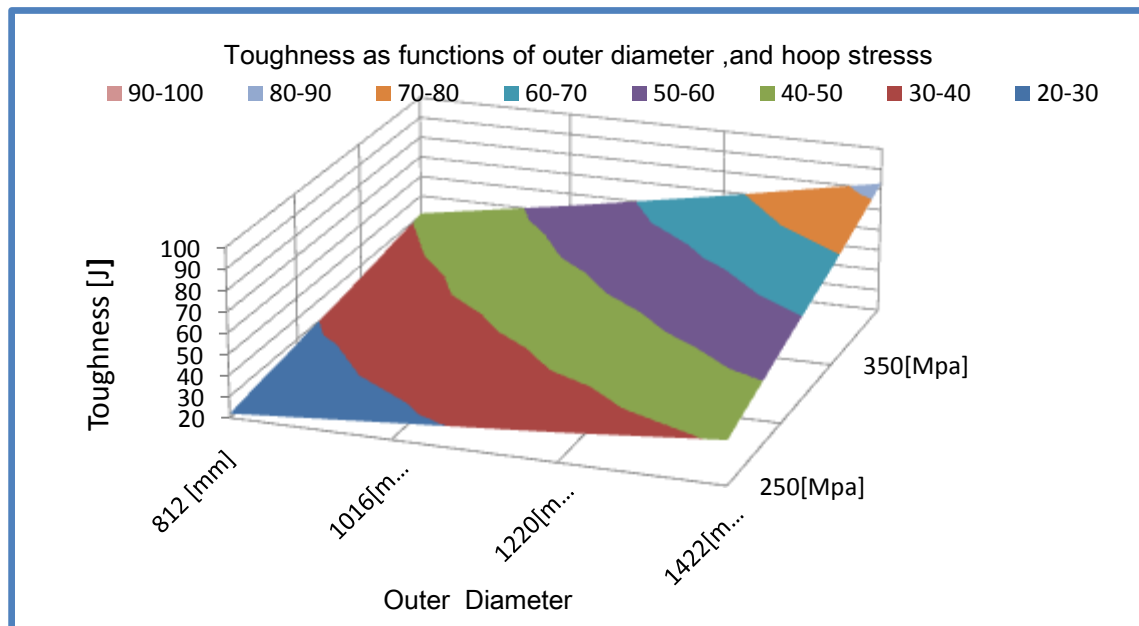 Toughness as functions of outer diameter ,and hoop stresss
90-100 80-90 70-80 60-70 50-60 40-50 30-40 20-30
Toughness [J]
100
90
80
70
60
50
40
30
20
350[Mpa]
250[Mpa]
812 [mm]
1016[m...
1220[m...
1422[m...
Outer Diameter